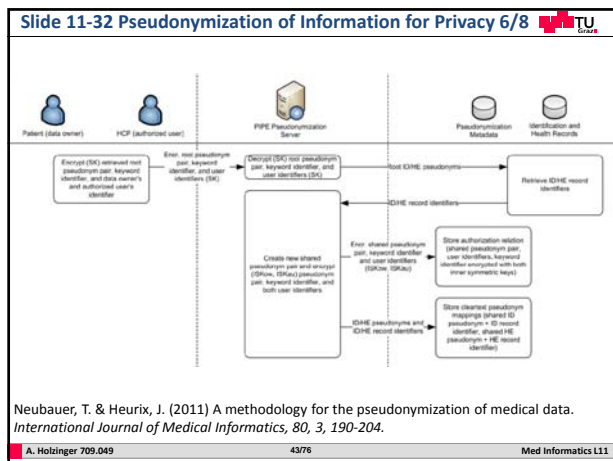 Slide 11-32 Pseudonymization of Information for Privacy 6/8
TU
Graz
Patient (data owner)
HCP (authorized user)
PIPE Pseudonymization
Server
Pseudonymization
Metadata
Identification and
Health Records
Encrypt (SK) retrieved root
pseudonym pair, keyword
identifier, and data owner's
and authorized user's
identifier
Encr. root pseudonym
pair, keyword
identifier, and user
identifiers (SK)
Decrypt (SK) root pseudonym
pair, keyword identifier, and
user identifiers (SK)
Root ID/HE pseudonyms
Retrieve ID/HE record
identifiers
ID/HE record identifiers
Create new shared
pseudonym pair and encrypt
(ISKow, ISKau) pseudonym
pair, keyword identifier, and
both user identifiers
Encr. shared pseudonym
pair, keyword identifier
and user identifiers
(ISKow, ISKau)
Store authorization relation
(shared pseudonym pair,
user identifiers, keyword
identifier encrypted with both
inner symmetric keys)
ID/HE pseudonyms and
ID/HE record identifiers
Store cleartext pseudonym
mappings (shared ID
pseudonym + ID record
identifier, shared HE
pseudonym + HE record
identifier)
Neubauer, T. & Heurix, J. (2011) A methodology for the pseudonymization of medical data.
International Journal of Medical Informatics, 80, 3, 190-204.
A. Holzinger 709.049
43/76
Med Informatics L11